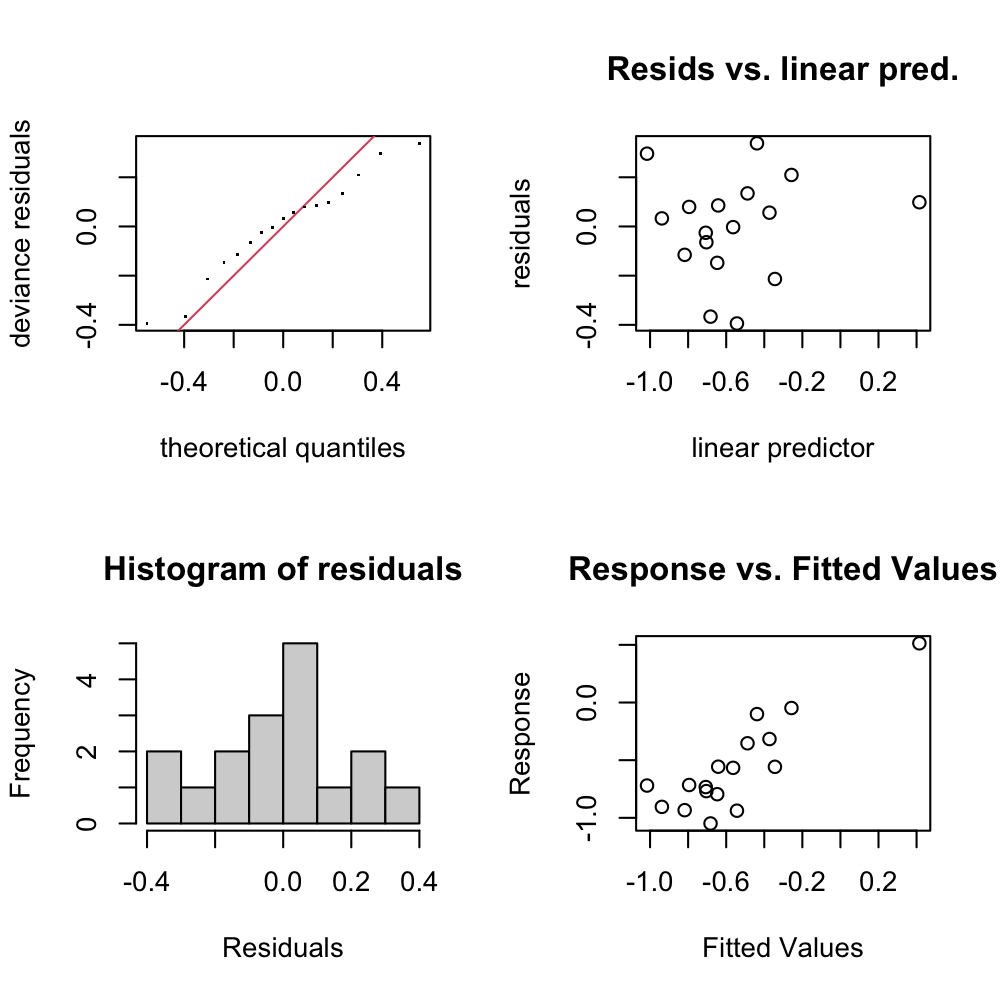 deviance residuals
0.0
-0.4
-0.4 0.0 0.4
theoretical quantiles
Resids vs. linear pred.
residuals
0.0
-0.4
-1.0 -0.6 -0.2 0.2
linear predictor
Histogram of residuals
Frequency
4
2
0
-0.4 0.0 0.2 0.4
Residuals
Response vs. Fitted Values
Response
0.0
-1.0
-1.0 -0.6 -0.2 0.2
Fitted Values